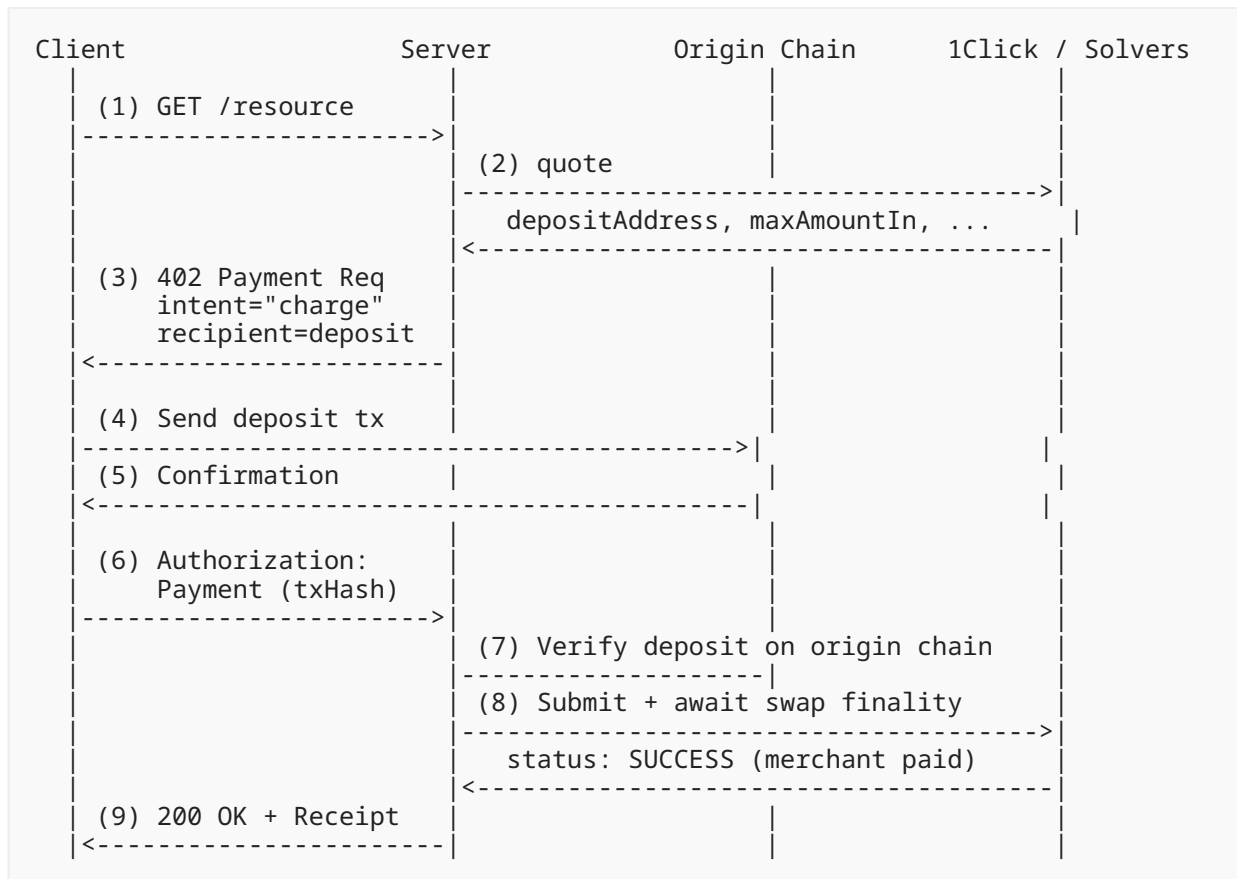 Client Server Origin Chain 1Click / Solvers
(1) GET /resource
(2) quote
depositAddress, maxAmountIn, ...
(3) 402 Payment Req
intent="charge"
recipient=deposit
(4) Send deposit tx
(5) Confirmation
(6) Authorization:
Payment (txHash)
(7) Verify deposit on origin chain
(8) Submit + await swap finality
status: SUCCESS (merchant paid)
(9) 200 OK + Receipt